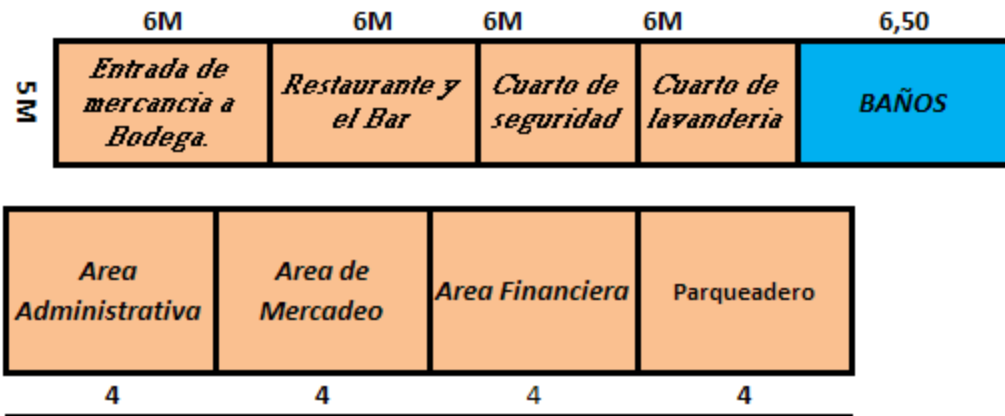 6M 6M 6M 6M 6,50
5M
Entrada de
mercancia a
Bodega.
Restaurante y
el Bar
Cuarto de
seguridad
Cuarto de
lavanderia
BAÑOS
Area
Administrativa
Area de
Mercadeo
Area Financiera
Parqueadero
4 4 4 4